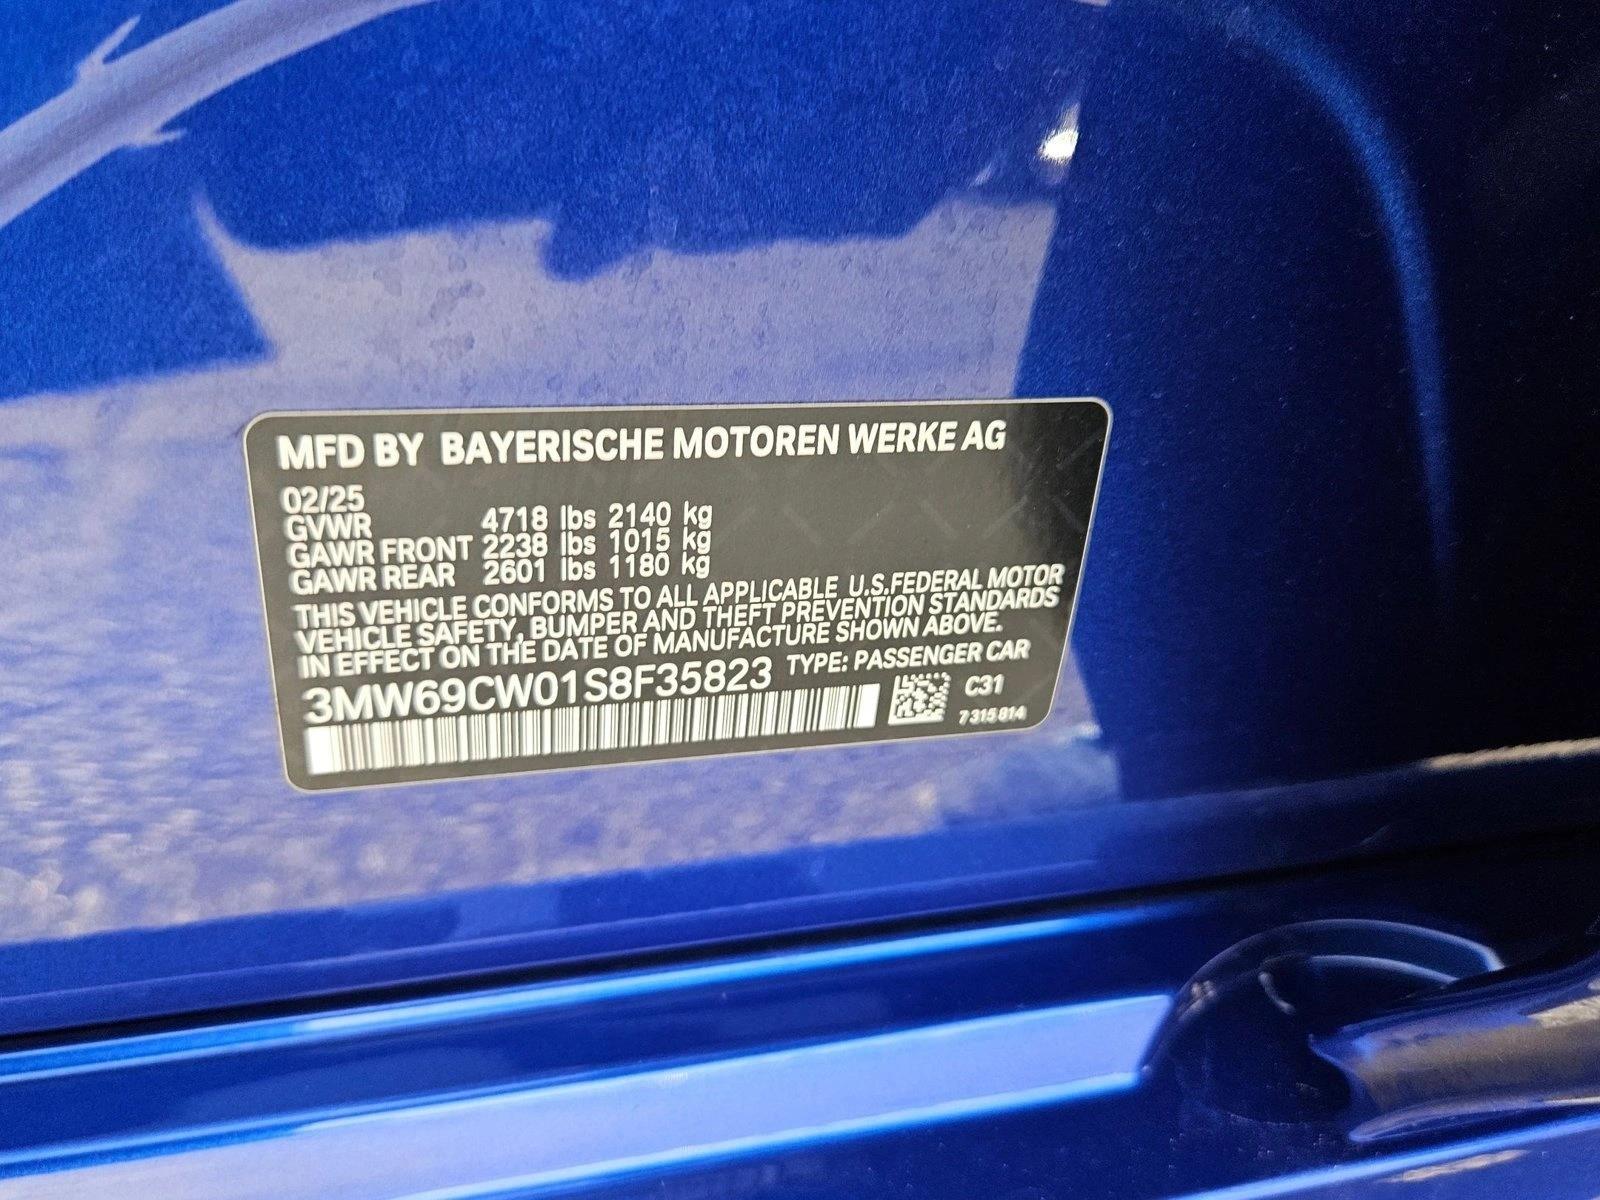 MFD BY BAYERISCHE MOTOREN WERKE AG
02/25
GVWR 4718 lbs 2140 kg
GAWR FRONT 2238 lbs 1015 kg
GAWR REAR 2601 lbs 1180 kg
THIS VEHICLE CONFORMS TO ALL APPLICABLE U.S.FEDERAL MOTOR
VEHICLE SAFETY, BUMPER AND THEFT PREVENTION STANDARDS
IN EFFECT ON THE DATE OF MANUFACTURE SHOWN ABOVE.
3MW69CW01S8F35823 TYPE: PASSENGER CAR
C31
7 315 814